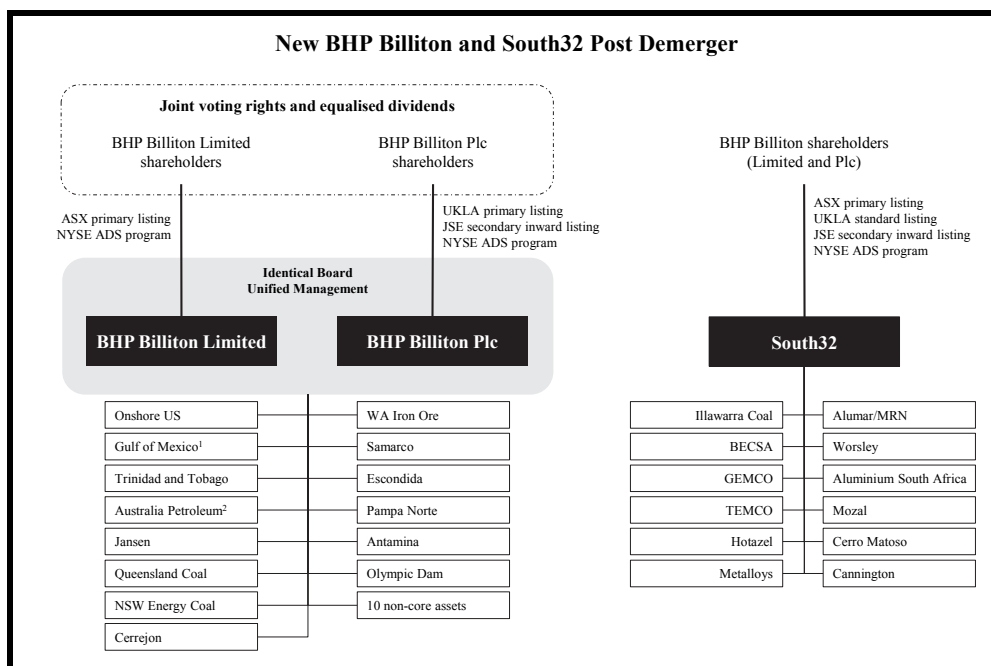 New BHP Billiton and South32 Post Demerger
Joint voting rights and equalised dividends
BHP Billiton Limited
shareholders
BHP Billiton Plc
shareholders
ASX primary listing
NYSE ADS program
UKLA primary listing
JSE secondary inward listing
NYSE ADS program
Identical Board
Unified Management
BHP Billiton Limited
BHP Billiton Plc
Onshore US
WA Iron Ore
Gulf of Mexico¹
Samarco
Trinidad and Tobago
Escondida
Australia Petroleum²
Pampa Norte
Jansen
Antamina
Queensland Coal
Olympic Dam
NSW Energy Coal
10 non-core assets
Cerrejon
BHP Billiton shareholders
(Limited and Plc)
ASX primary listing
UKLA standard listing
JSE secondary inward listing
NYSE ADS program
South32
Illawarra Coal
Alumar/MRN
BECSA
Worsley
GEMCO
Aluminium South Africa
TEMCO
Mozal
Hotazel
Cerro Matoso
Metalloys
Cannington